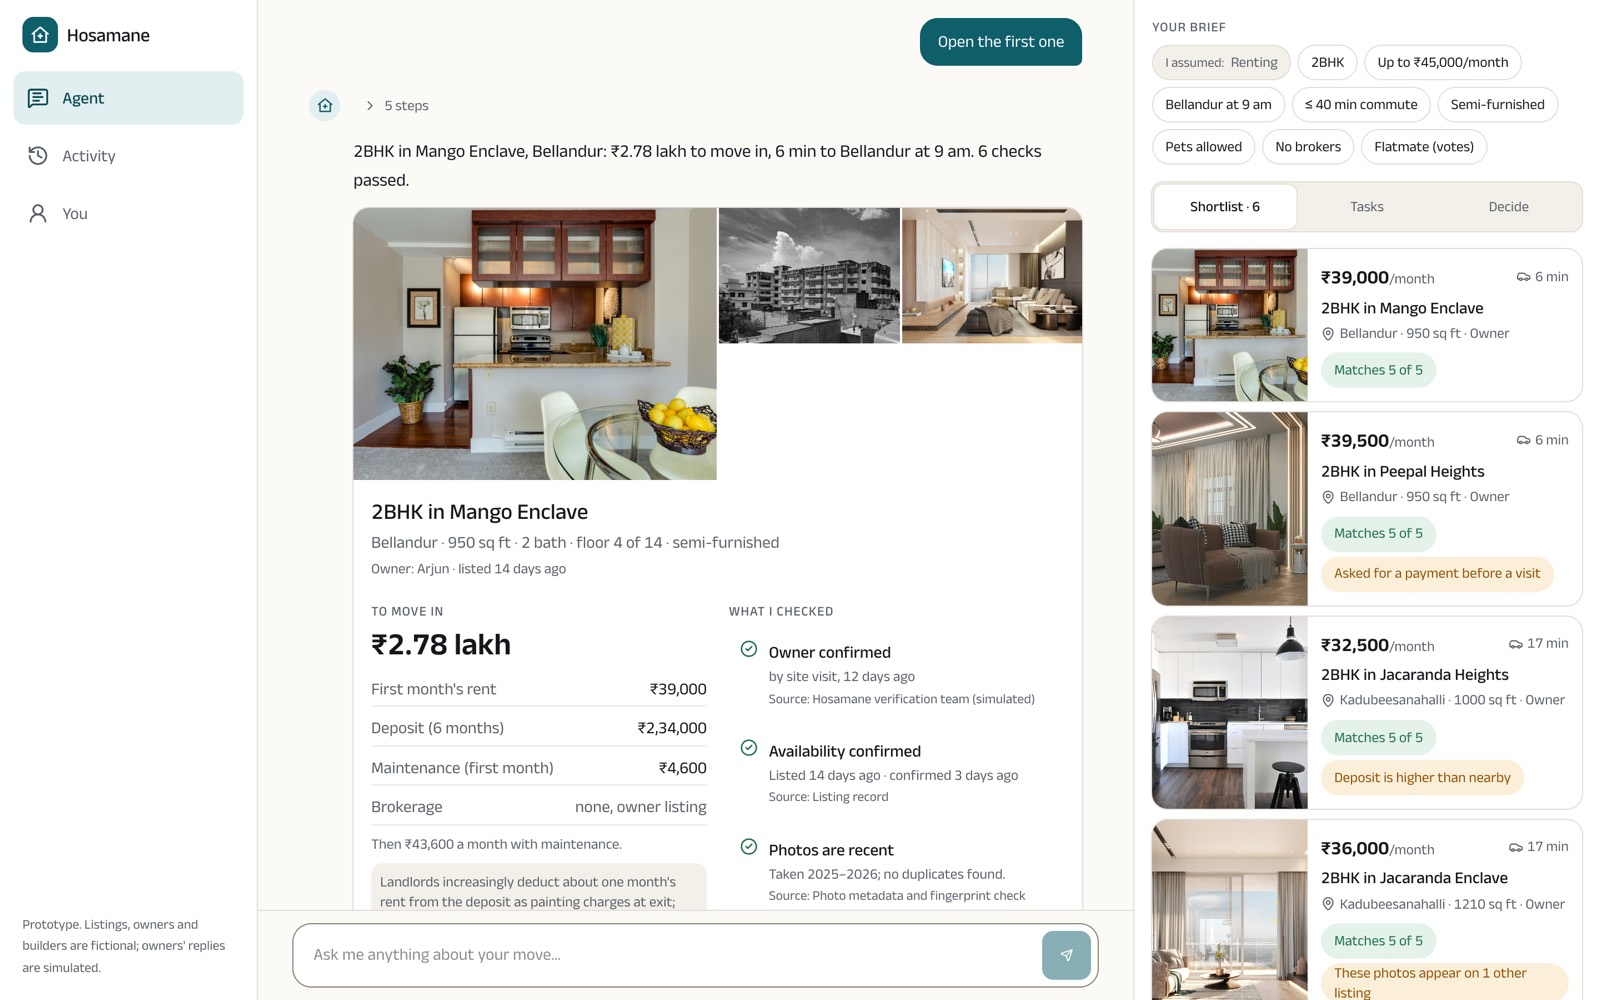 Hosamane
Agent
Activity
You
Prototype. Listings, owners and
builders are fictional; owners' replies
are simulated.
Open the first one
5 steps
2BHK in Mango Enclave, Bellandur: ₹2.78 lakh to move in, 6 min to Bellandur at 9 am. 6 checks
passed.
2BHK in Mango Enclave
Bellandur · 950 sq ft · 2 bath · floor 4 of 14 · semi-furnished
Owner: Arjun · listed 14 days ago
TO MOVE IN
₹2.78 lakh
First month's rent ₹39,000
Deposit (6 months) ₹2,34,000
Maintenance (first month) ₹4,600
Brokerage none, owner listing
Then ₹43,600 a month with maintenance.
Landlords increasingly deduct about one month's
rent from the deposit as painting charges at exit;
WHAT I CHECKED
Owner confirmed
by site visit, 12 days ago
Source: Hosamane verification team (simulated)
Availability confirmed
Listed 14 days ago · confirmed 3 days ago
Source: Listing record
Photos are recent
Taken 2025–2026; no duplicates found.
Source: Photo metadata and fingerprint check
Ask me anything about your move...
YOUR BRIEF
I assumed: Renting 2BHK Up to ₹45,000/month
Bellandur at 9 am ≤ 40 min commute Semi-furnished
Pets allowed No brokers Flatmate (votes)
Shortlist · 6 Tasks Decide
₹39,000/month 6 min
2BHK in Mango Enclave
Bellandur · 950 sq ft · Owner
Matches 5 of 5
₹39,500/month 6 min
2BHK in Peepal Heights
Bellandur · 950 sq ft · Owner
Matches 5 of 5
Asked for a payment before a visit
₹32,500/month 17 min
2BHK in Jacaranda Heights
Kadubeesanahalli · 1000 sq ft · Owner
Matches 5 of 5
Deposit is higher than nearby
₹36,000/month 17 min
2BHK in Jacaranda Enclave
Kadubeesanahalli · 1210 sq ft · Owner
Matches 5 of 5
These photos appear on 1 other
listing